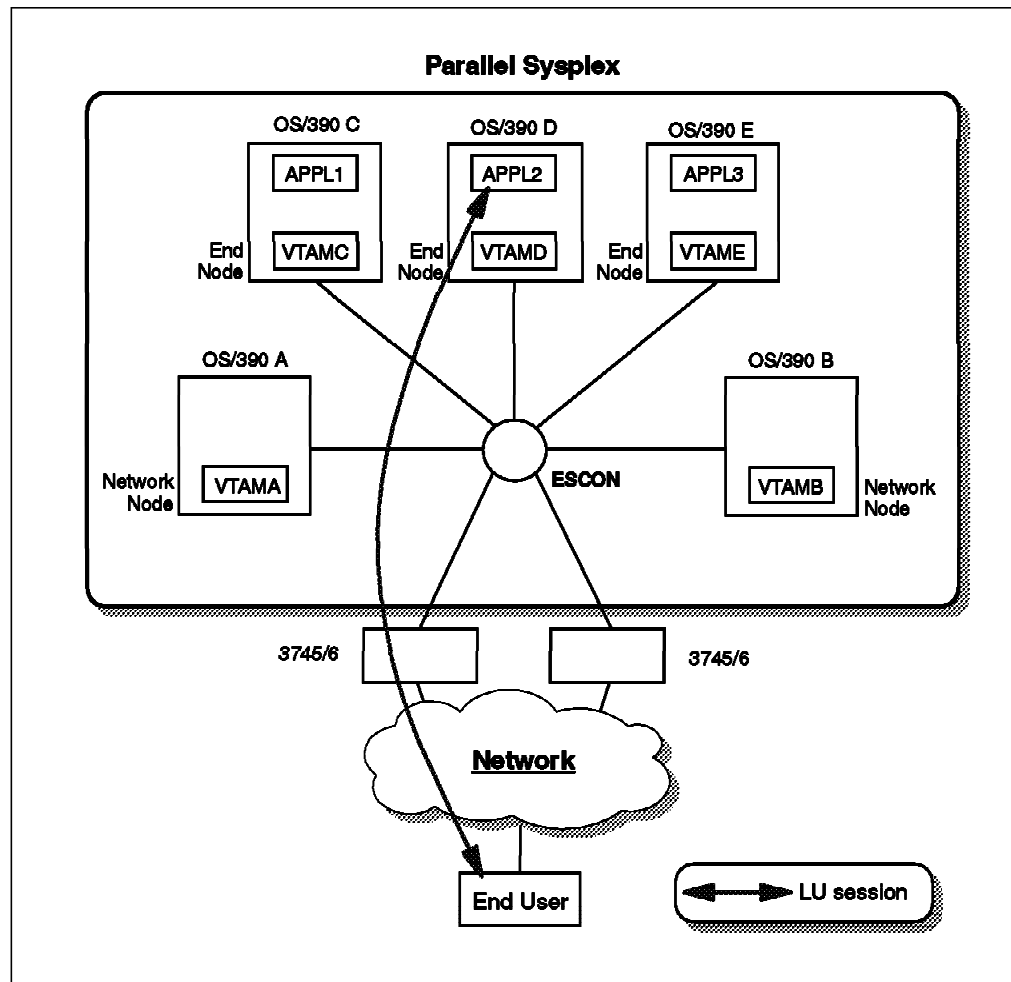 Parallel Sysplex
OS/390 C
OS/390 D
OS/390 E
APPL1
APPL2
APPL3
End
Node
VTAMC
End
Node
VTAMD
End
Node
VTAME
OS/390 A
OS/390 B
Network
Node
VTAMA
ESCON
VTAMB
Network
Node
3745/6
3745/6
Network
End User
LU session